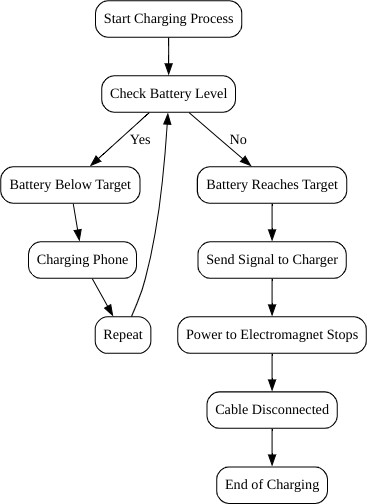 Start Charging Process
Check Battery Level
Yes
No
Battery Below Target
Battery Reaches Target
Charging Phone
Send Signal to Charger
Repeat
Power to Electromagnet Stops
Cable Disconnected
End of Charging